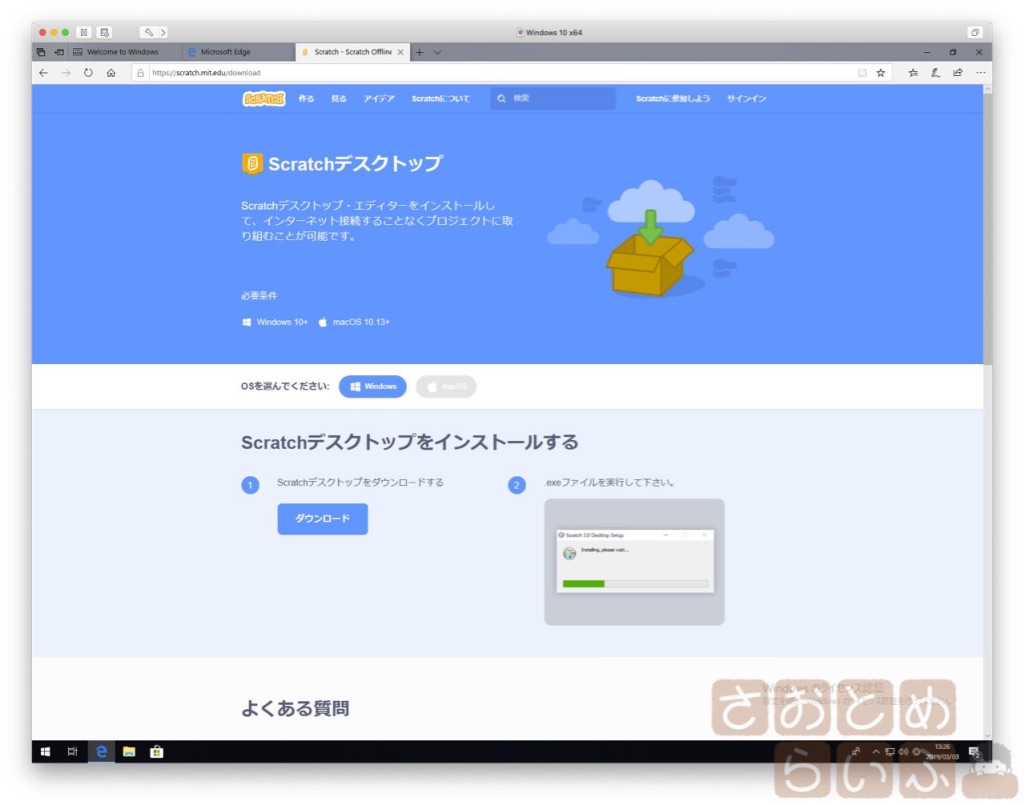 Windows 10 x64
Welcome to Windows
Microsoft Edge
Scratch - Scratch Offline
https://scratch.mit.edu/download
SCRATCH 作る 見る アイデア Scratchについて 検索 Scratchに参加しよう サインイン
Scratchデスクトップ
Scratchデスクトップ・エディターをインストールし
て、インターネット接続することなくプロジェクトに取
り組むことが可能です。
必要条件
Windows 10+ macOS 10.13+
OSを選んでください: Windows macOS
Scratchデスクトップをインストールする
1 Scratchデスクトップをダウンロードする
ダウンロード
2 .exeファイルを実行して下さい。
Scratch 3.0 Desktop Setup
Installing, please wait...
よくある質問
Windows のライセンス認証
さおとめ
らいふ
13:26
2019/03/03